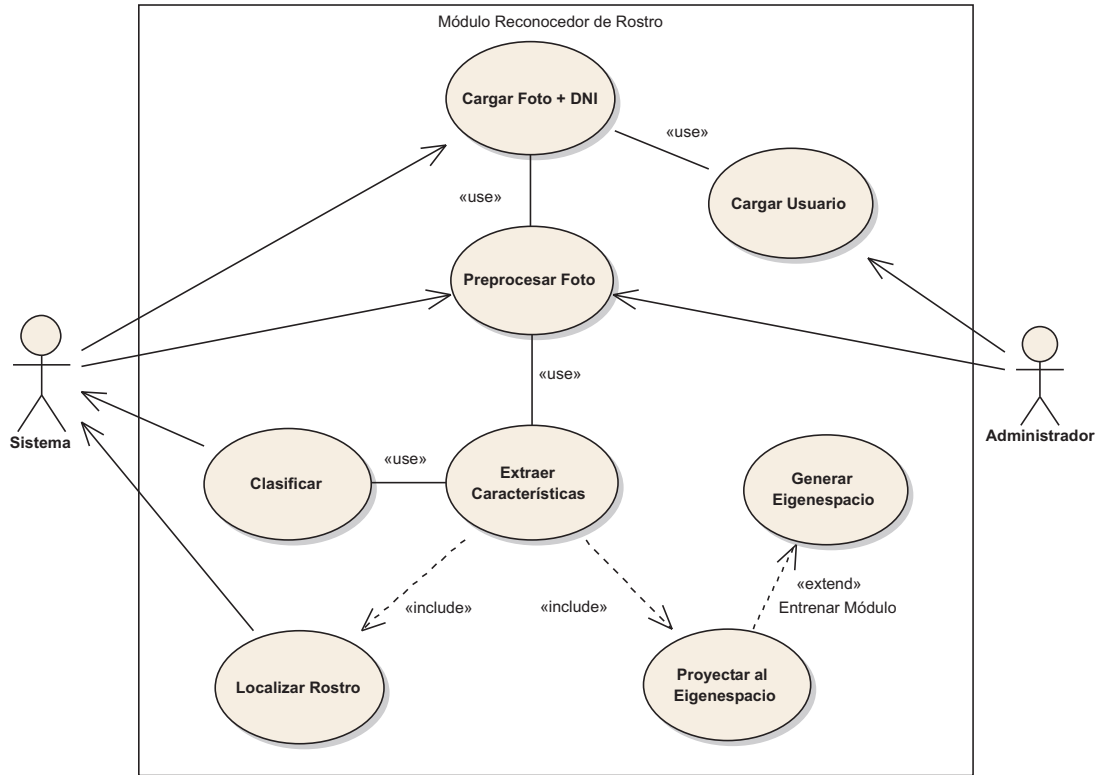 Módulo Reconocedor de Rostro
Cargar Foto + DNI
«use»
Cargar Usuario
«use»
Preprocesar Foto
«use»
Sistema
Administrador
Clasificar
«use»
Extraer
Características
Generar
Eigenespacio
«include»
«include»
«extend»
Entrenar Módulo
Localizar Rostro
Proyectar al
Eigenespacio